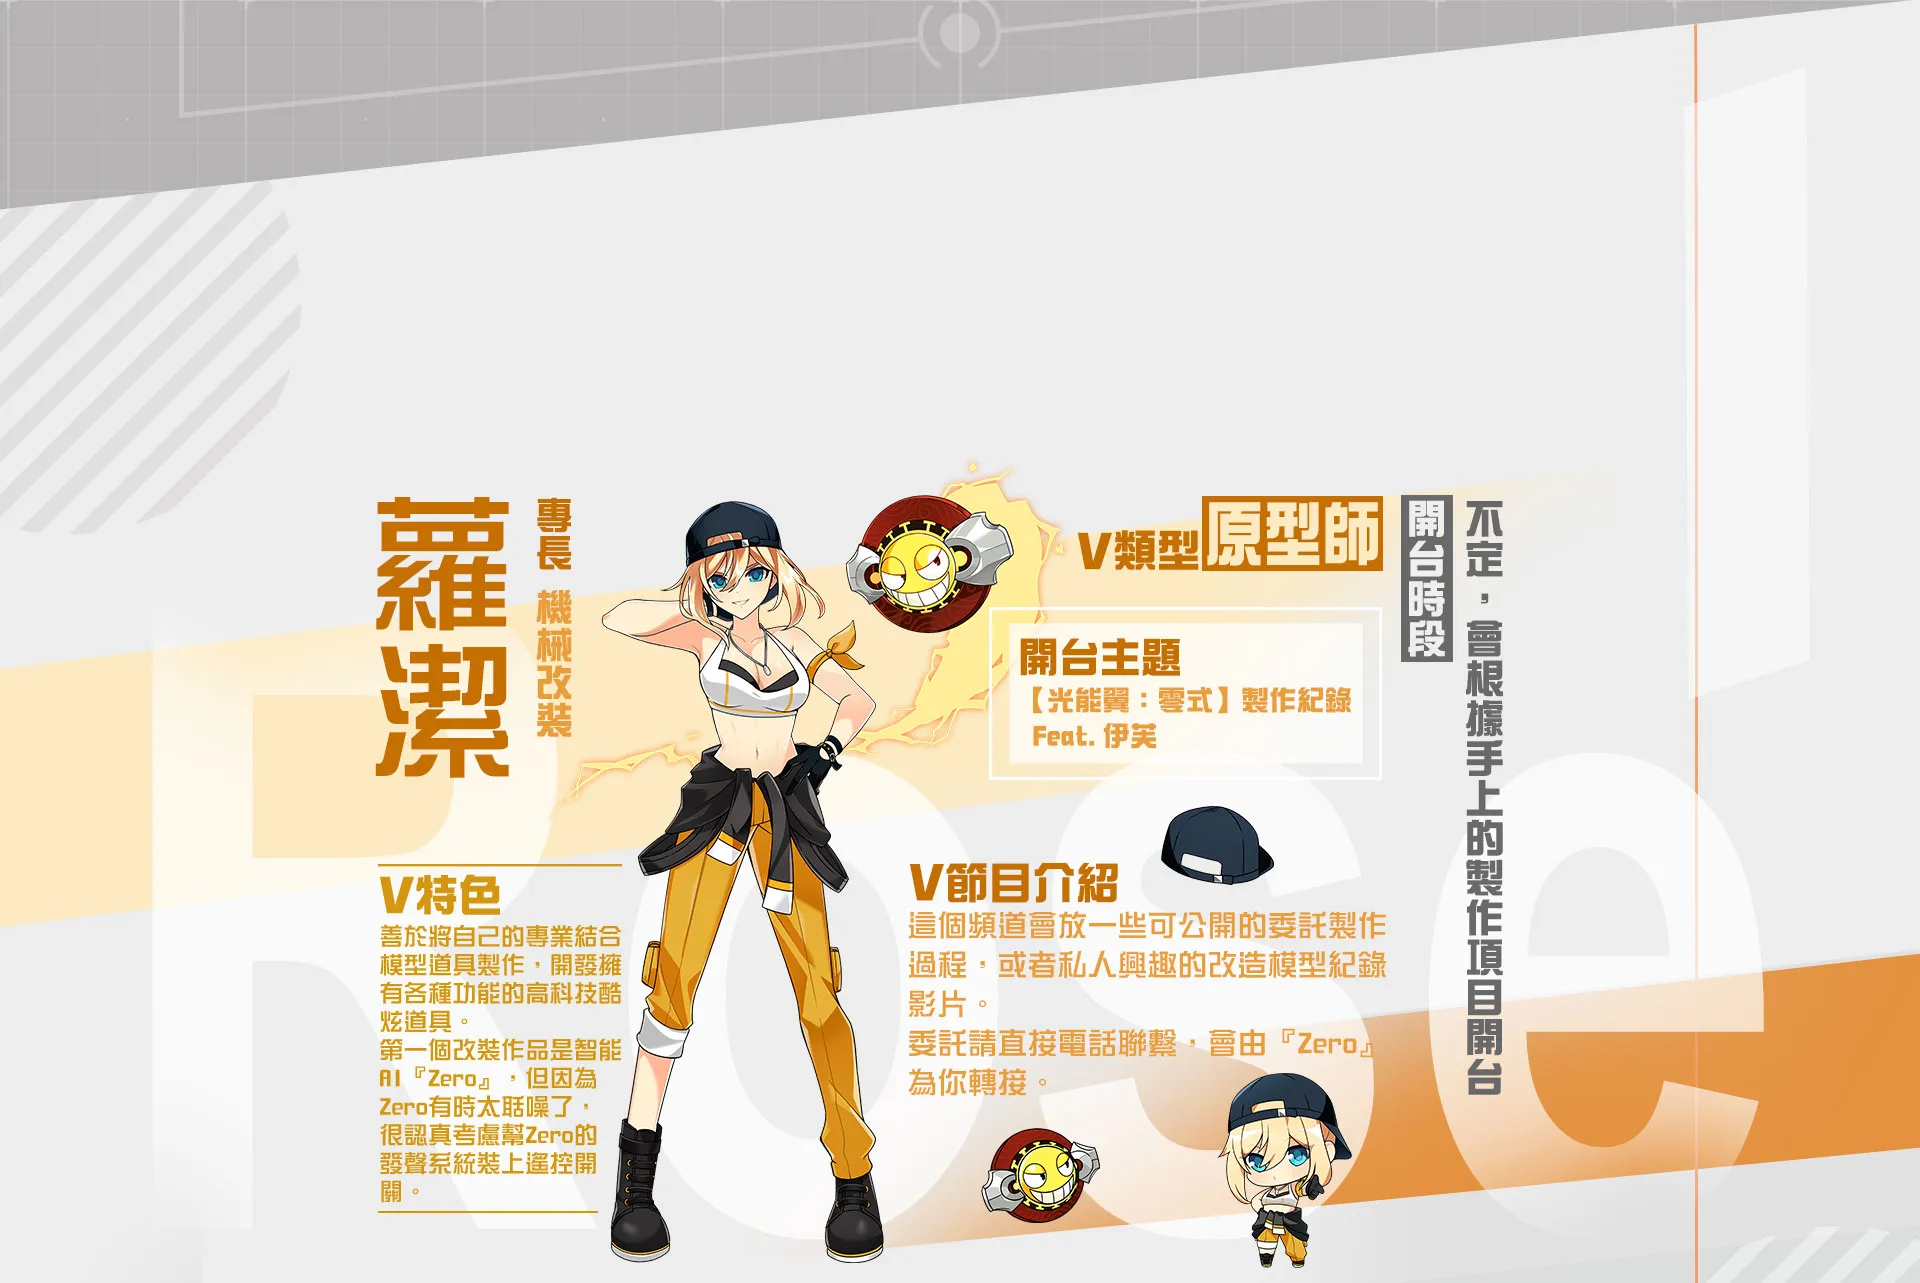 蘿潔
專長 機械改裝
V特色
善於將自己的專業結合
模型道具製作，開發擁
有各種功能的高科技酷
炫道具。
第一個改裝作品是智能
AI『Zero』，但因為
Zero有時太聒噪了，
很認真考慮幫Zero的
發聲系統裝上遙控開
關。
V類型原型師
開台主題
【光能翼：零式】製作紀錄
Feat. 伊芙
V節目介紹
這個頻道會放一些可公開的委託製作
過程，或者私人興趣的改造模型紀錄
影片。
委託請直接電話聯繫，會由『Zero』
為你轉接。
開台時段
不定，會根據手上的製作項目開台
Rose